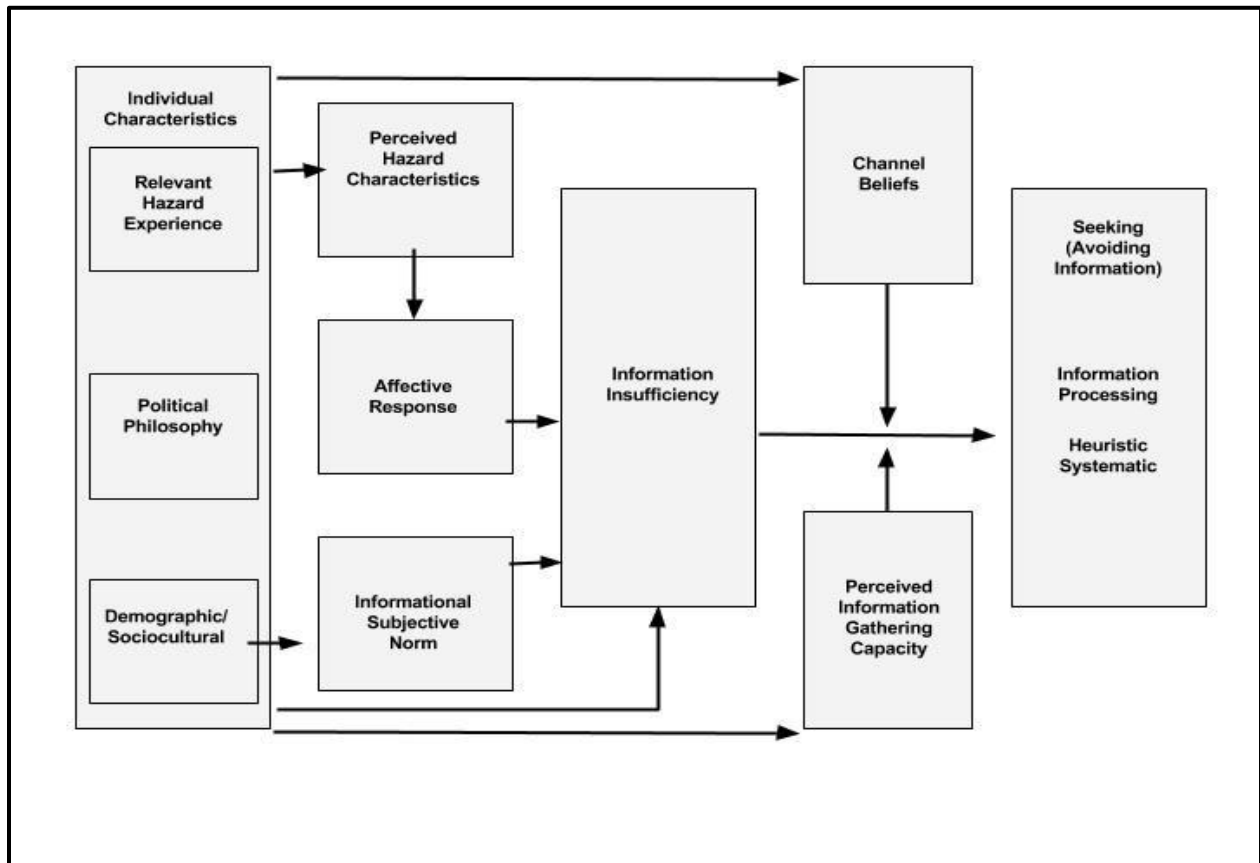 Individual
Characteristics
Relevant
Hazard
Experience
Political
Philosophy
Demographic/
Sociocultural
Perceived
Hazard
Characteristics
Affective
Response
Informational
Subjective
Norm
Information
Insufficiency
Channel
Beliefs
Perceived
Information
Gathering
Capacity
Seeking
(Avoiding
Information)
Information
Processing
Heuristic
Systematic